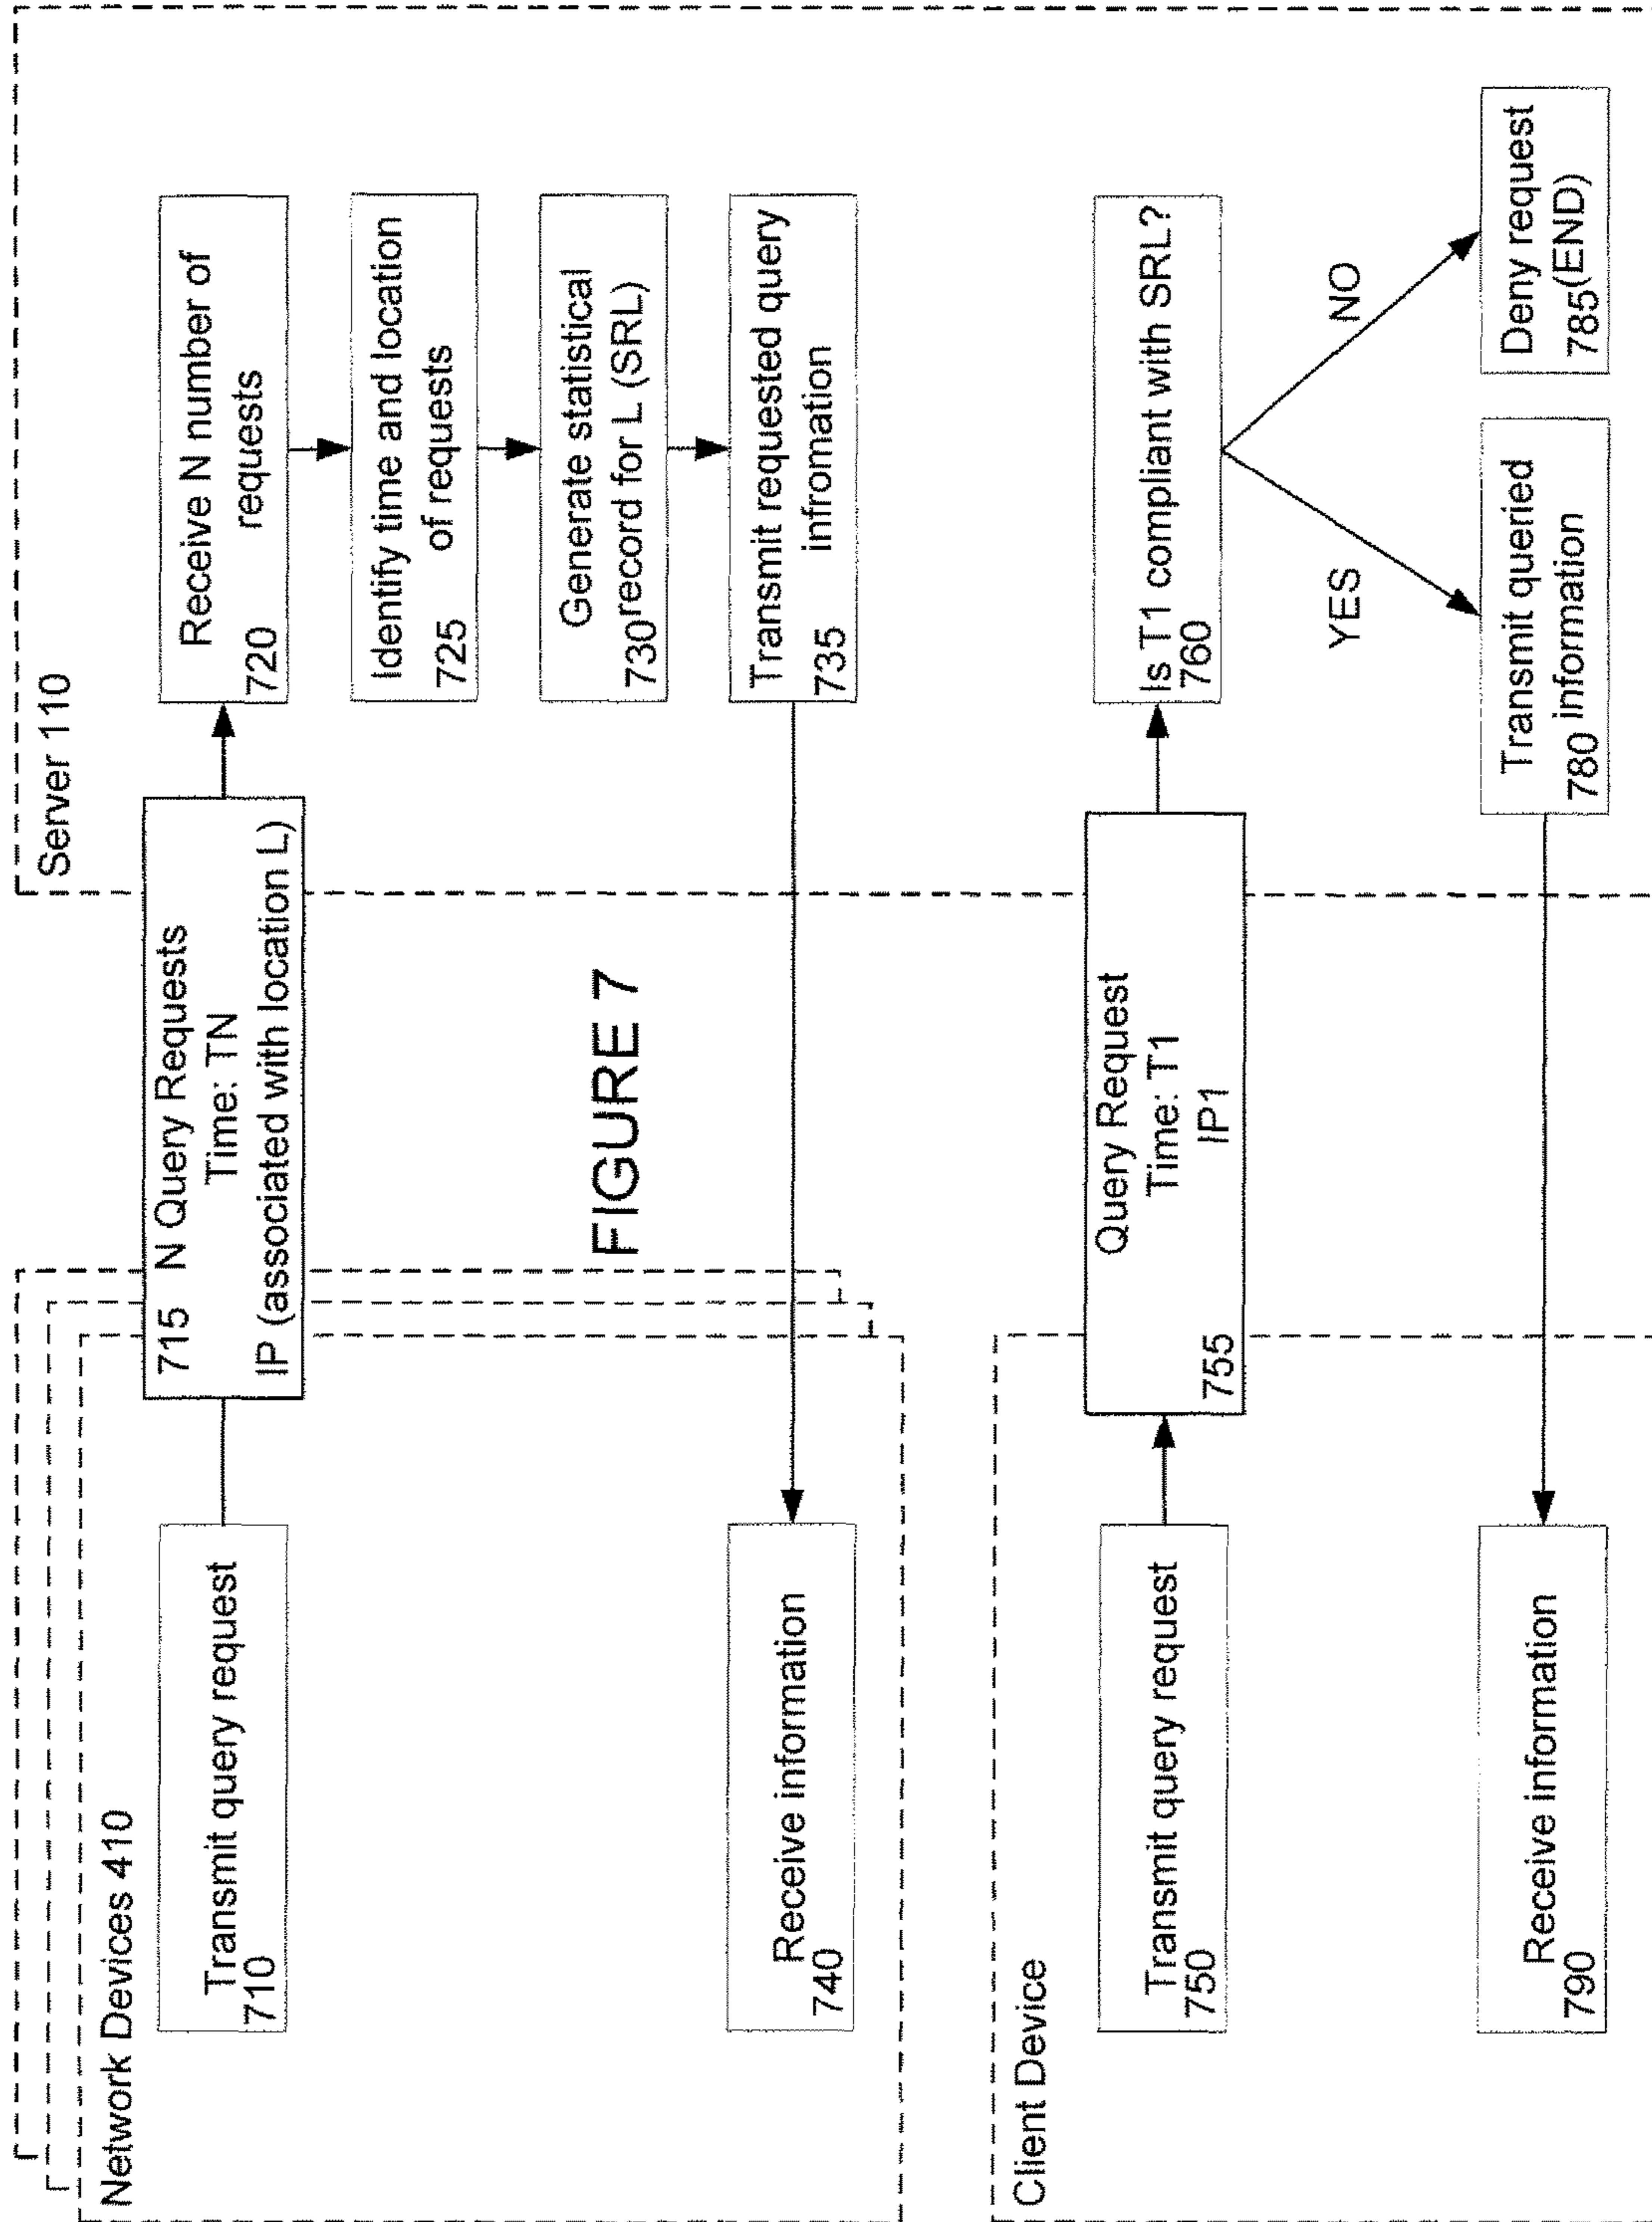 Network Devices 410
Transmit query request
710
715 N Query Requests
Time: TN
IP (associated with location L)
Server 110
Receive N number of
requests
720
Identify time and location
of requests
725
Generate statistical
730 record for L (SRL)
Transmit requested query
infromation
735
Receive information
740
FIGURE 7
Client Device
Transmit query request
750
Query Request
Time: T1
IP1
755
Is T1 compliant with SRL?
760
YES
NO
Transmit queried
780 information
Deny request
785 (END)
Receive information
790